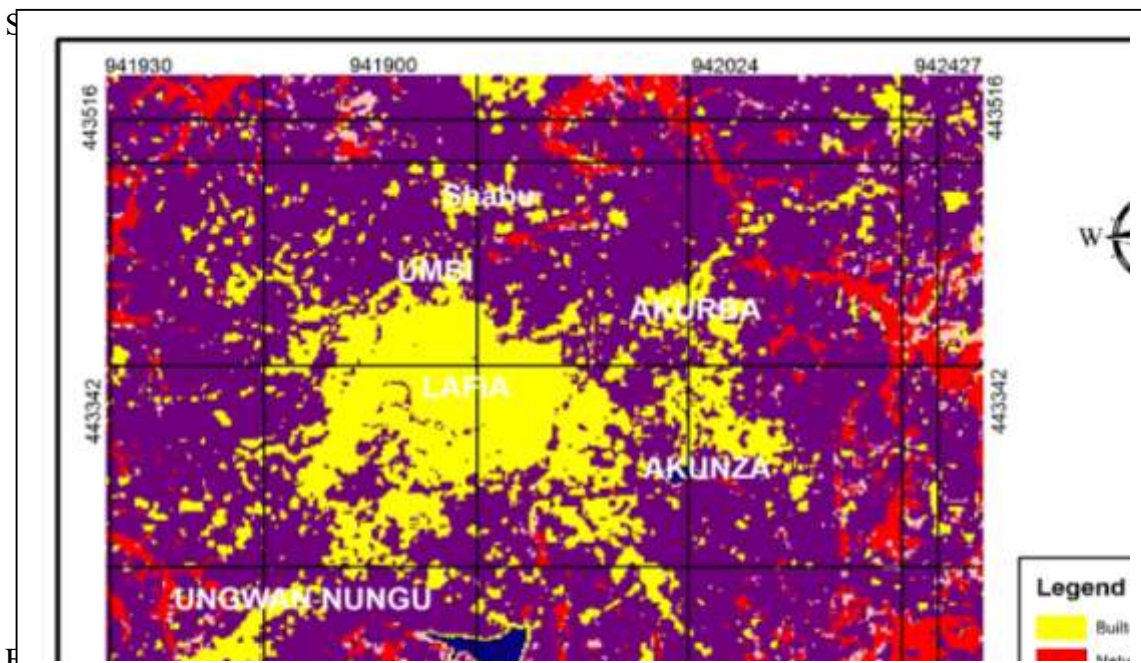 S
941930 941900 942024 942427
443516 443516
Shabu
UMBI
AKURBA
W
LAFIA
443342 443342
AKUNZA
Legend
UNGWAN NUNGU
Built